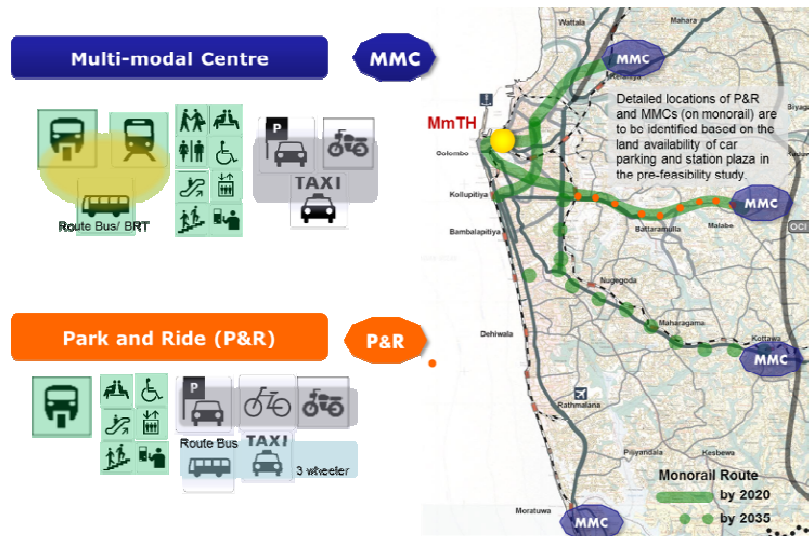 Multi-modal Centre
MMC
P
TAXI
Route Bus/ BRT
Park and Ride (P&R)
P&R
P
Route Bus
TAXI
3 wheeler
Wattala
Mahara
MMC
Kelaniya
Detailed locations of P&R
and MMCs (on monorail) are
to be identified based on the
land availability of car
parking and station plaza in
the pre-feasibility study.
MmTH
Colombo
Kollupitiya
MMC
Battaramulla
Malabe
OCI
Bambalapitiya
Nugegoda
Maharagama
Dehiwala
Kottawa
MMC
Rathmalana
Piliyandala
Kesbewa
Monorail Route
by 2020
by 2035
Moratuwa
MMC